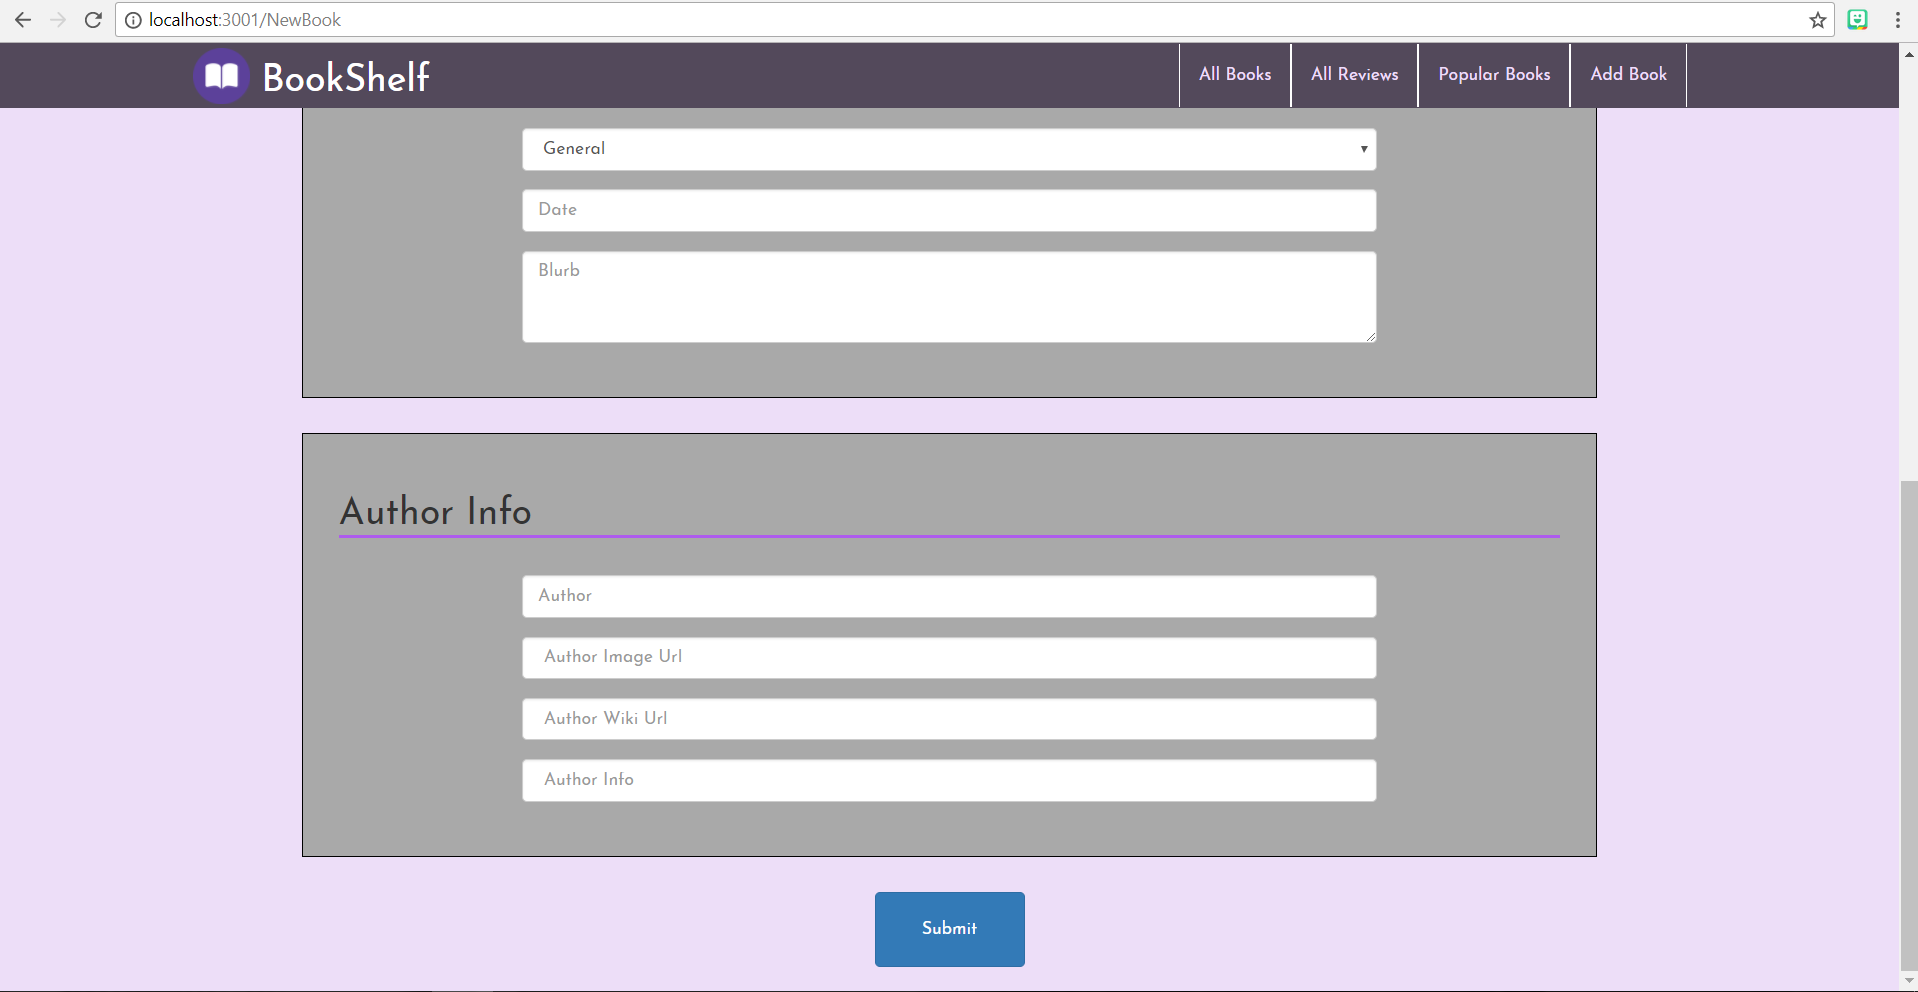 localhost:3001/NewBook
BookShelf
All Books
All Reviews
Popular Books
Add Book
General
Date
Blurb
Author Info
Author
Author Image Url
Author Wiki Url
Author Info
Submit